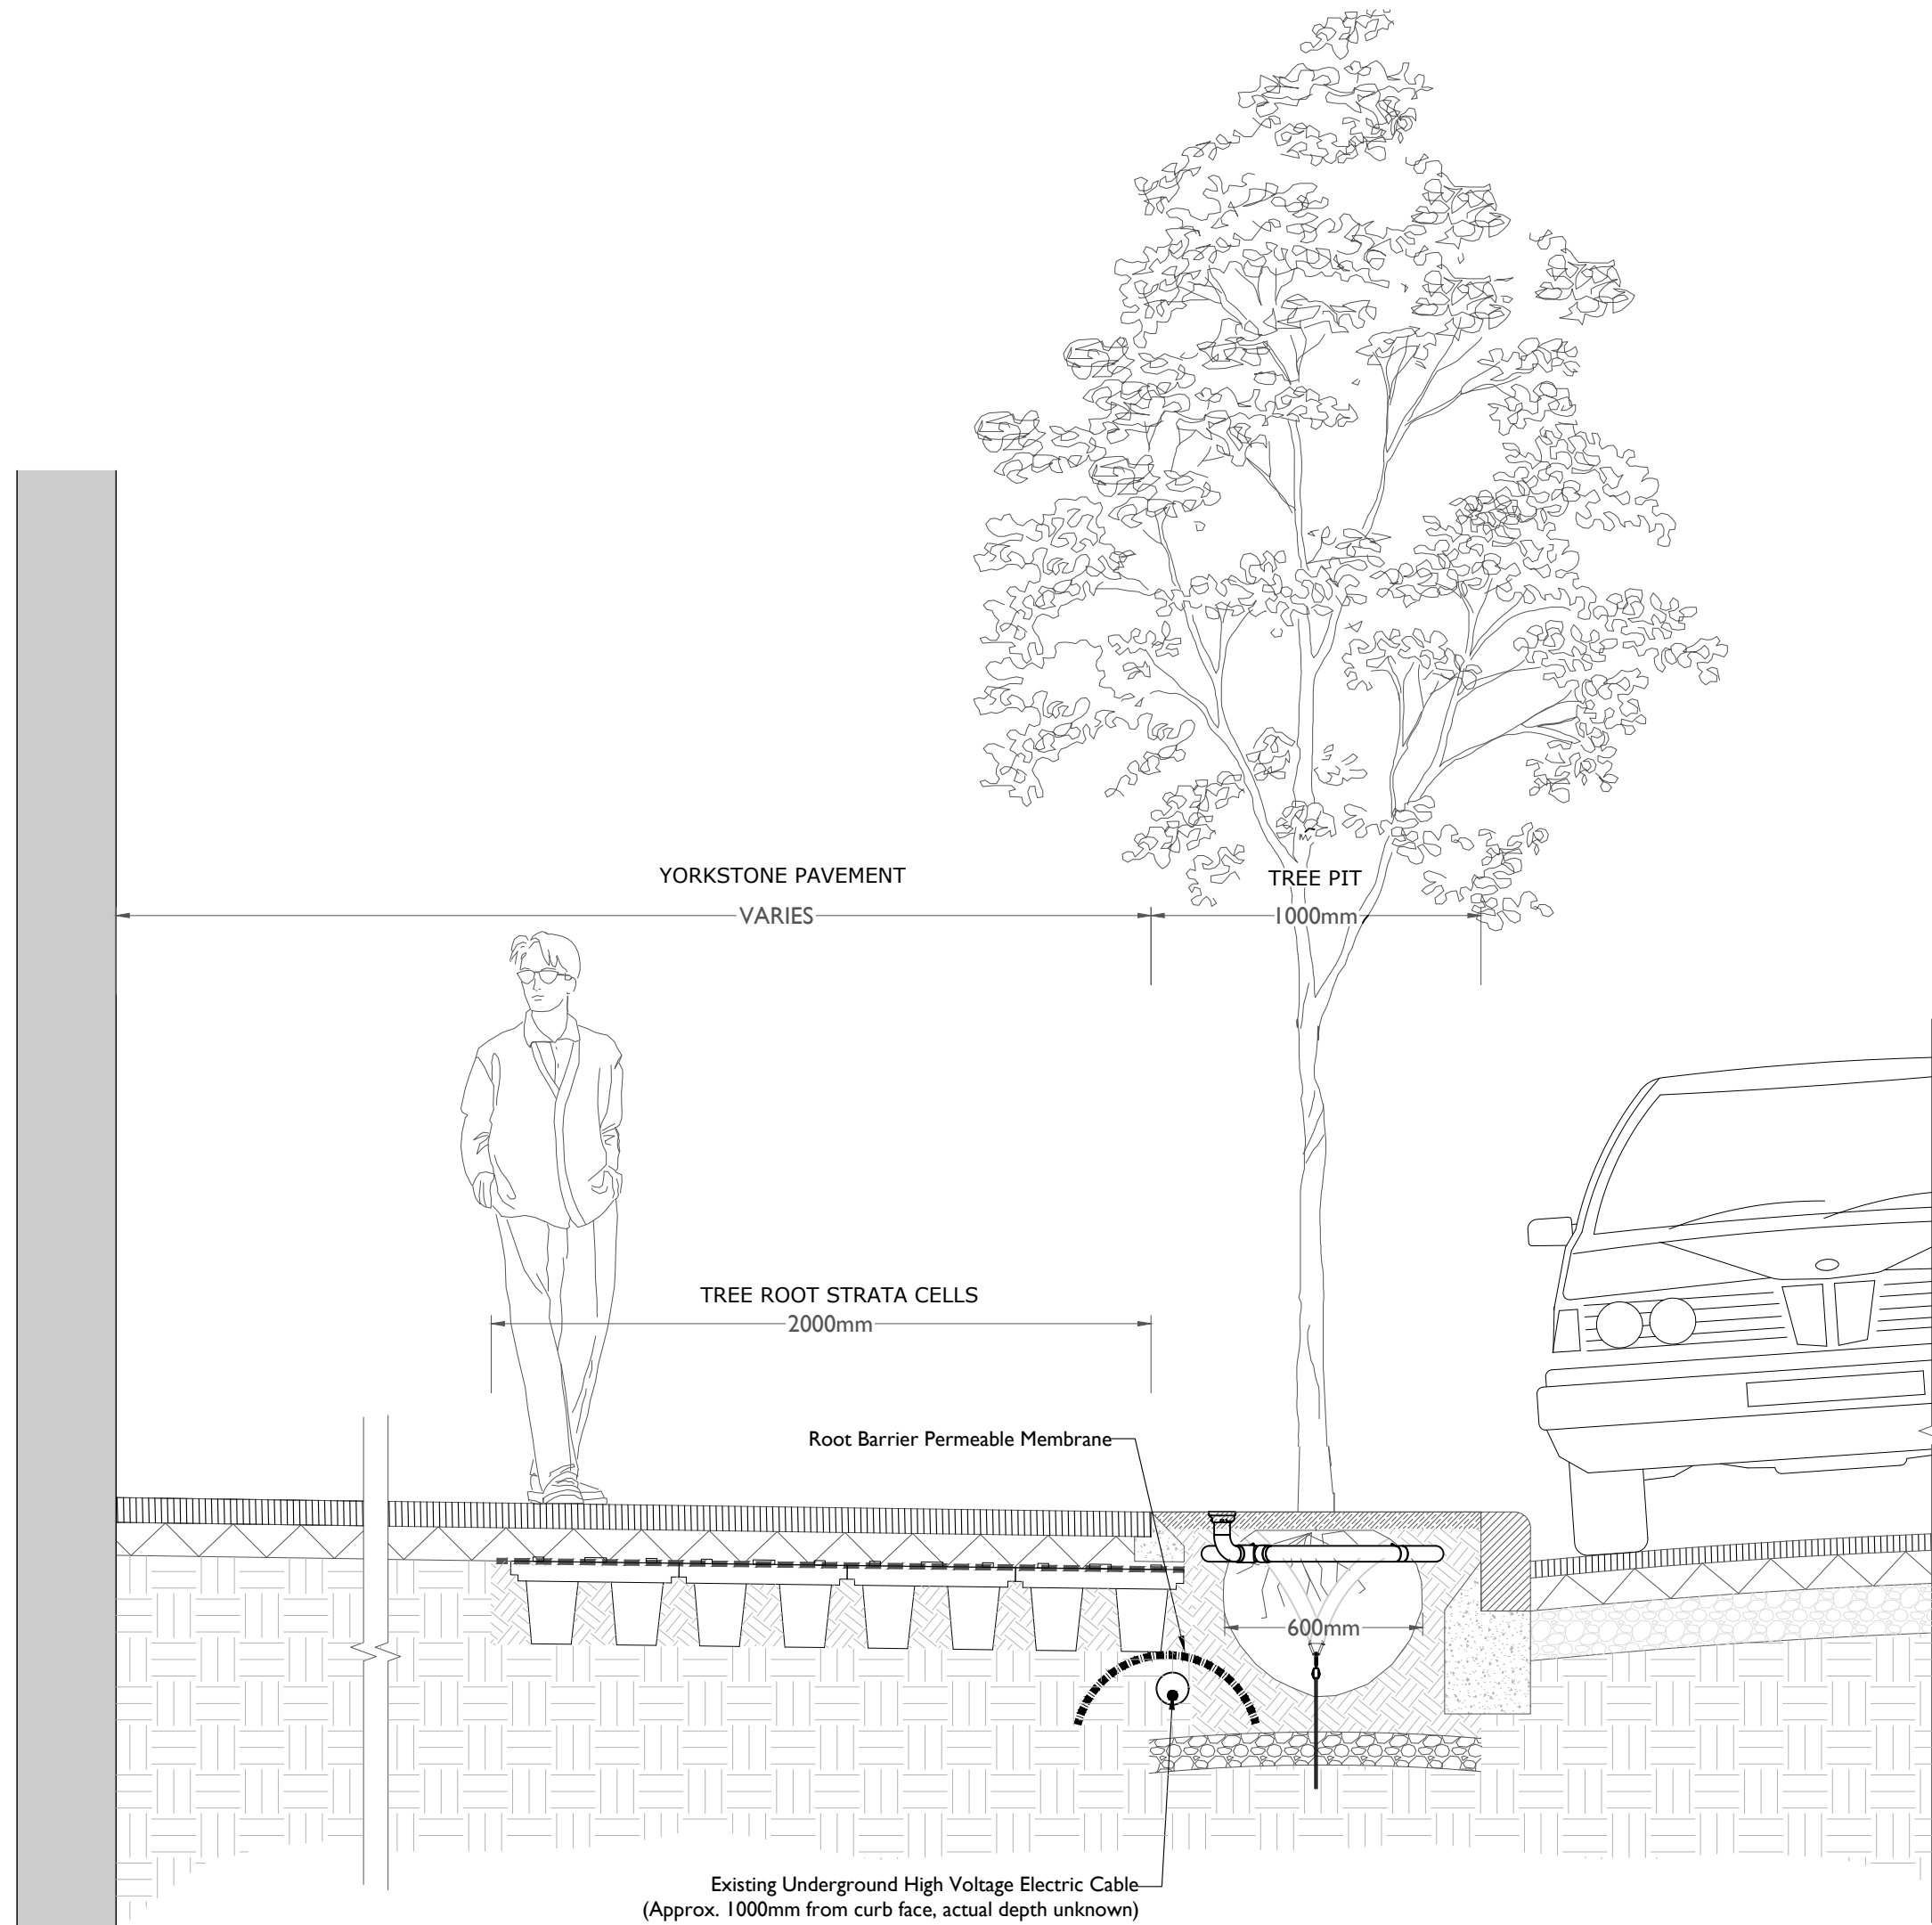 YORKSTONE PAVEMENT
VARIES
TREE PIT
1000mm
TREE ROOT STRATA CELLS
2000mm
Root Barrier Permeable Membrane
600mm
Existing Underground High Voltage Electric Cable
(Approx. 1000mm from curb face, actual depth unknown)